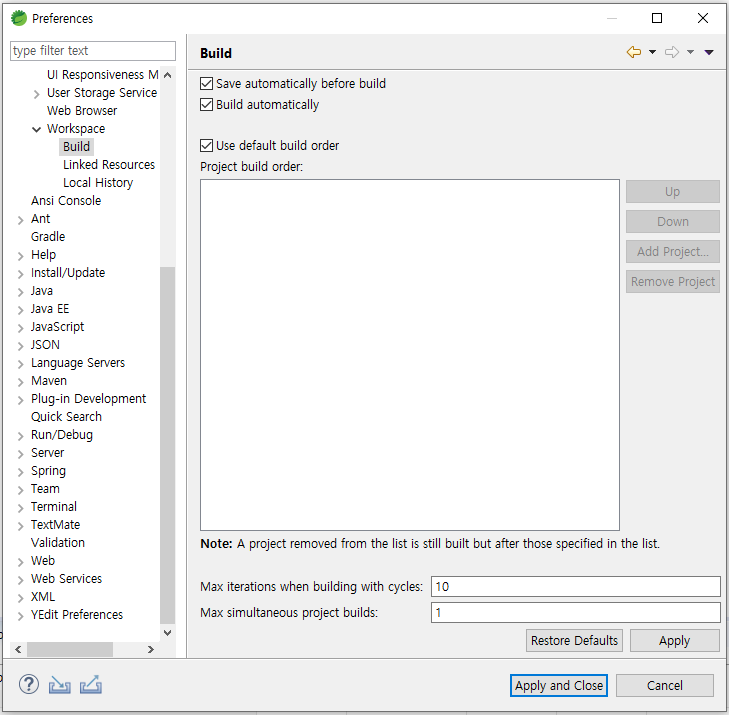 Preferences
type filter text
UI Responsiveness M
User Storage Service
Web Browser
Workspace
Build
Linked Resources
Local History
Ansi Console
Ant
Gradle
Help
Install/Update
Java
Java EE
JavaScript
JSON
Language Servers
Maven
Plug-in Development
Quick Search
Run/Debug
Server
Spring
Team
Terminal
TextMate
Validation
Web
Web Services
XML
YEdit Preferences
Build
Save automatically before build
Build automatically
Use default build order
Project build order:
Up
Down
Add Project...
Remove Project
Note: A project removed from the list is still built but after those specified in the list.
Max iterations when building with cycles: 10
Max simultaneous project builds: 1
Restore Defaults Apply
Apply and Close Cancel